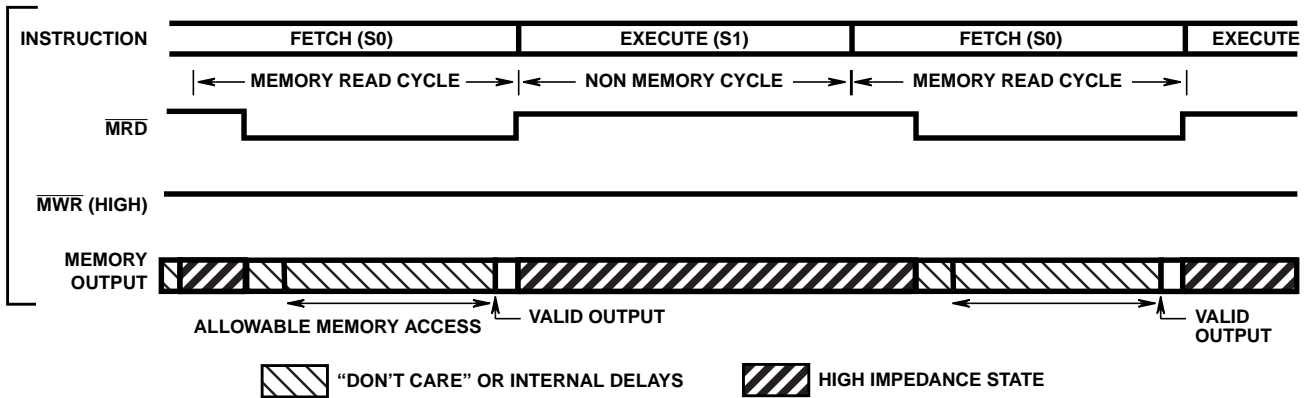 INSTRUCTION FETCH (S0) EXECUTE (S1) FETCH (S0) EXECUTE
MEMORY READ CYCLE NON MEMORY CYCLE MEMORY READ CYCLE
MRD
MWR (HIGH)
MEMORY
OUTPUT
ALLOWABLE MEMORY ACCESS
VALID OUTPUT
VALID
OUTPUT
“DON'T CARE” OR INTERNAL DELAYS
HIGH IMPEDANCE STATE